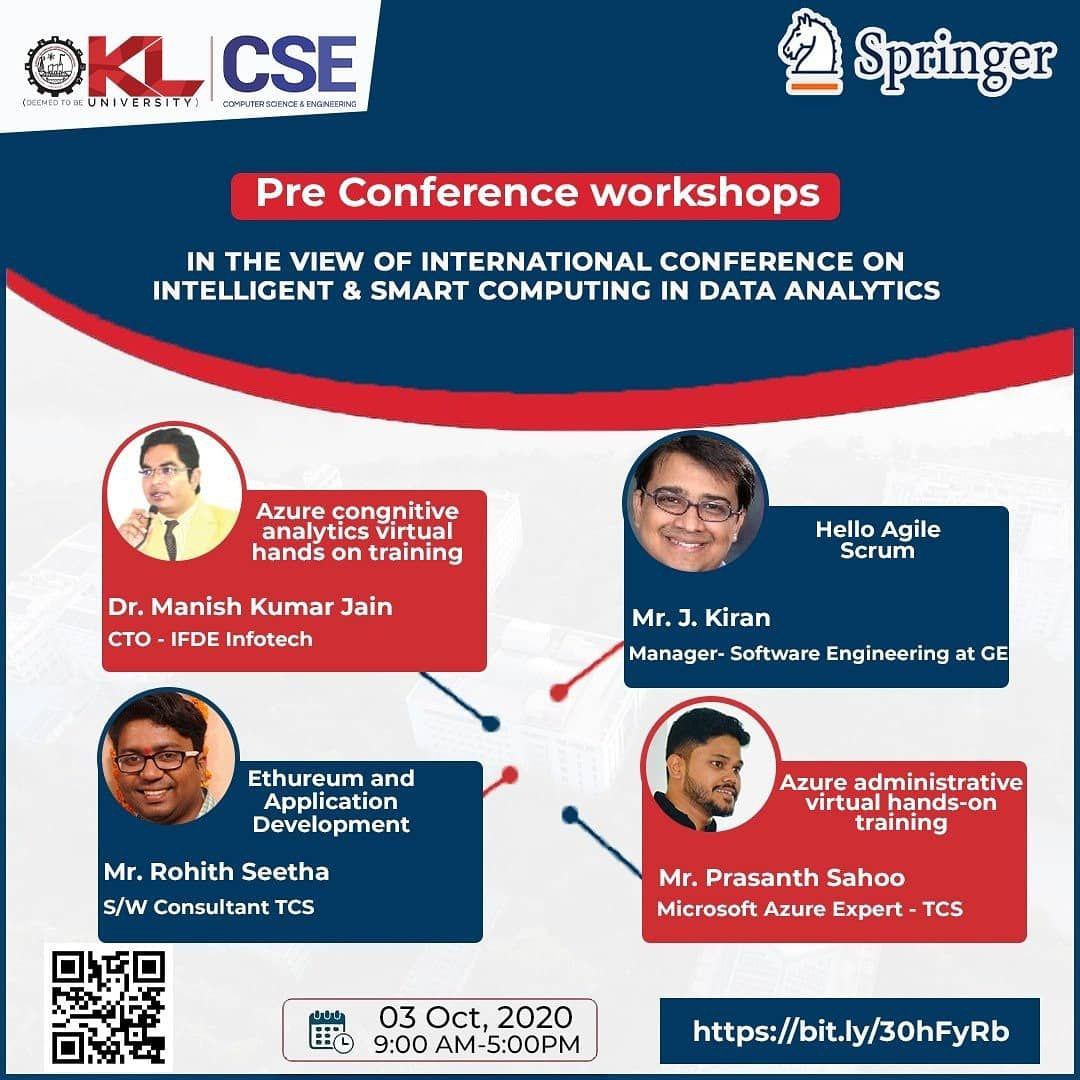 KL | CSE
(DEEMED TO BE UNIVERSITY)
COMPUTER SCIENCE & ENGINEERING
Springer
Pre Conference workshops
IN THE VIEW OF INTERNATIONAL CONFERENCE ON
INTELLIGENT & SMART COMPUTING IN DATA ANALYTICS
Azure congnitive
analytics virtual
hands on training
Dr. Manish Kumar Jain
CTO - IFDE Infotech
Hello Agile
Scrum
Mr. J. Kiran
Manager- Software Engineering at GE
Ethureum and
Application
Development
Mr. Rohith Seetha
S/W Consultant TCS
Azure administrative
virtual hands-on
training
Mr. Prasanth Sahoo
Microsoft Azure Expert - TCS
03 Oct, 2020
9:00 AM-5:00PM
https://bit.ly/30hFyRb